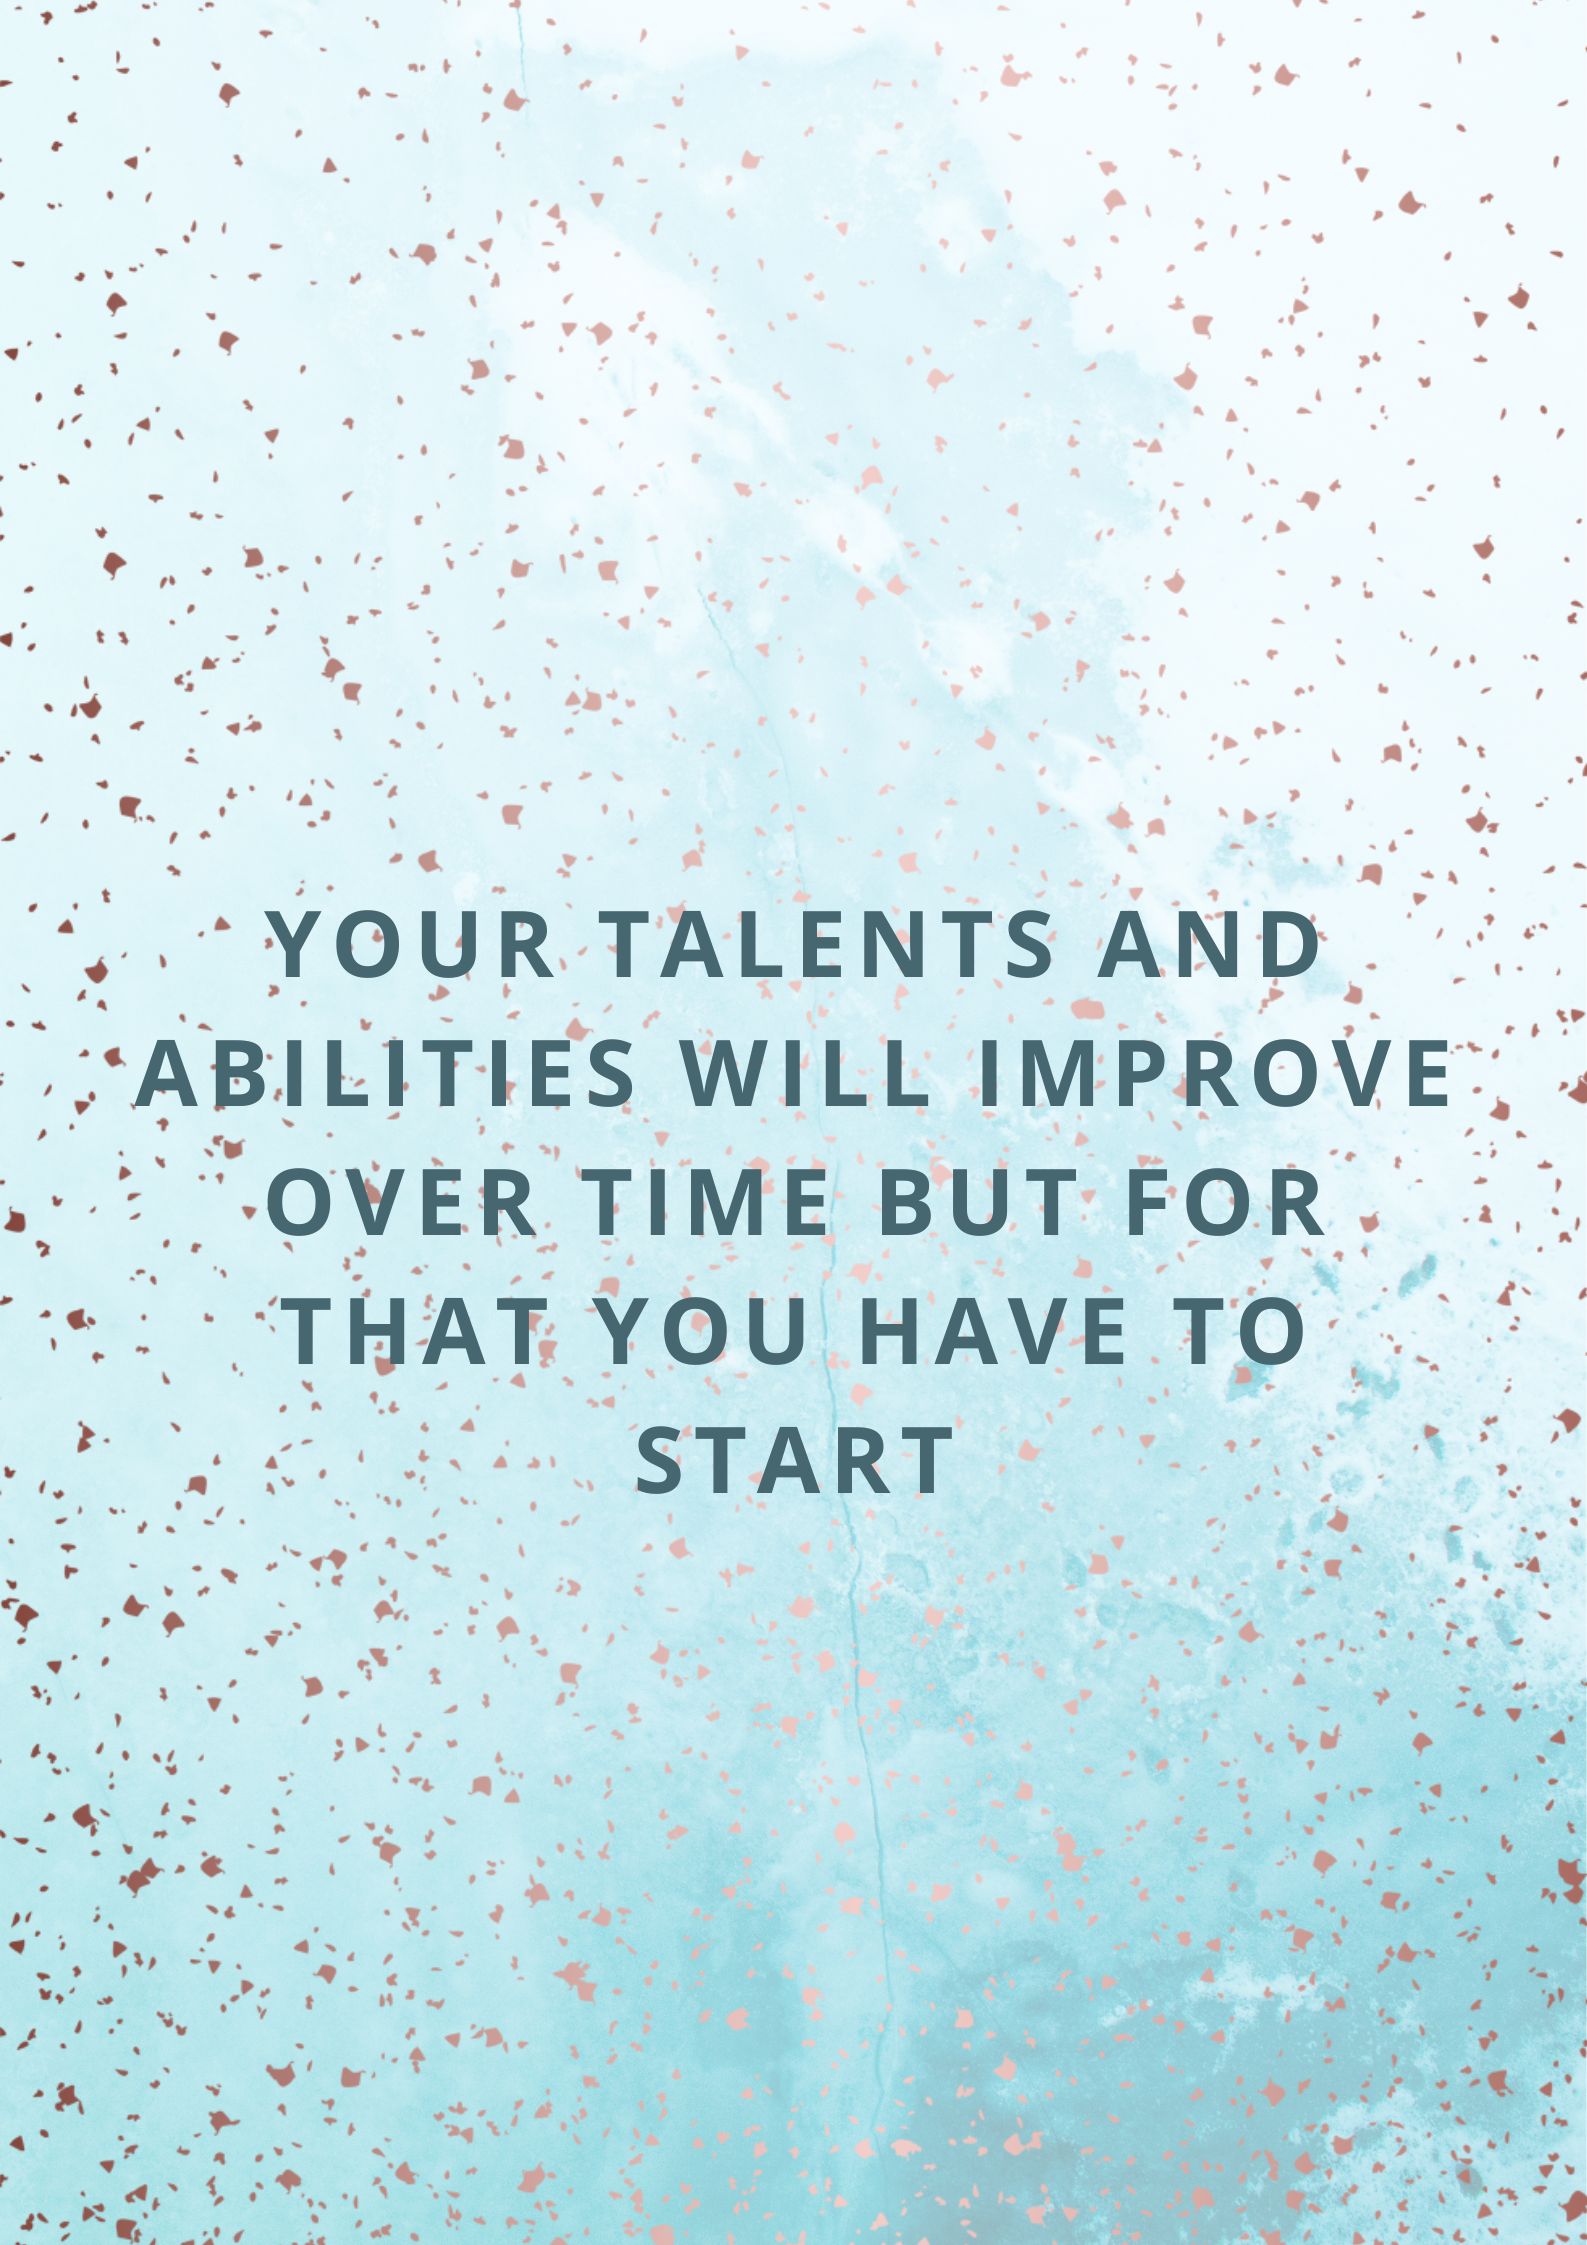 YOUR TALENTS AND
ABILITIES WILL IMPROVE
OVER TIME BUT FOR
THAT YOU HAVE TO
START